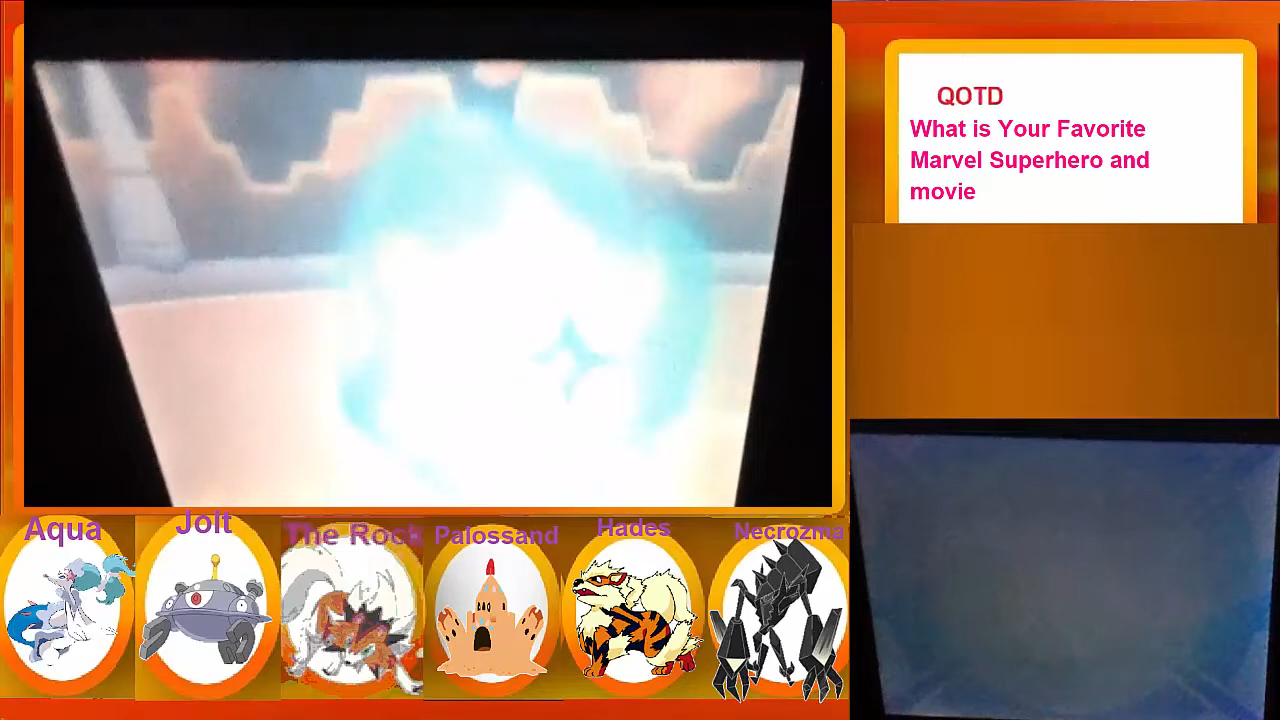 QOTD
What is Your Favorite
Marvel Superhero and
movie
Aqua
Jolt
The Rock
Palossand
Hades
Necrozma